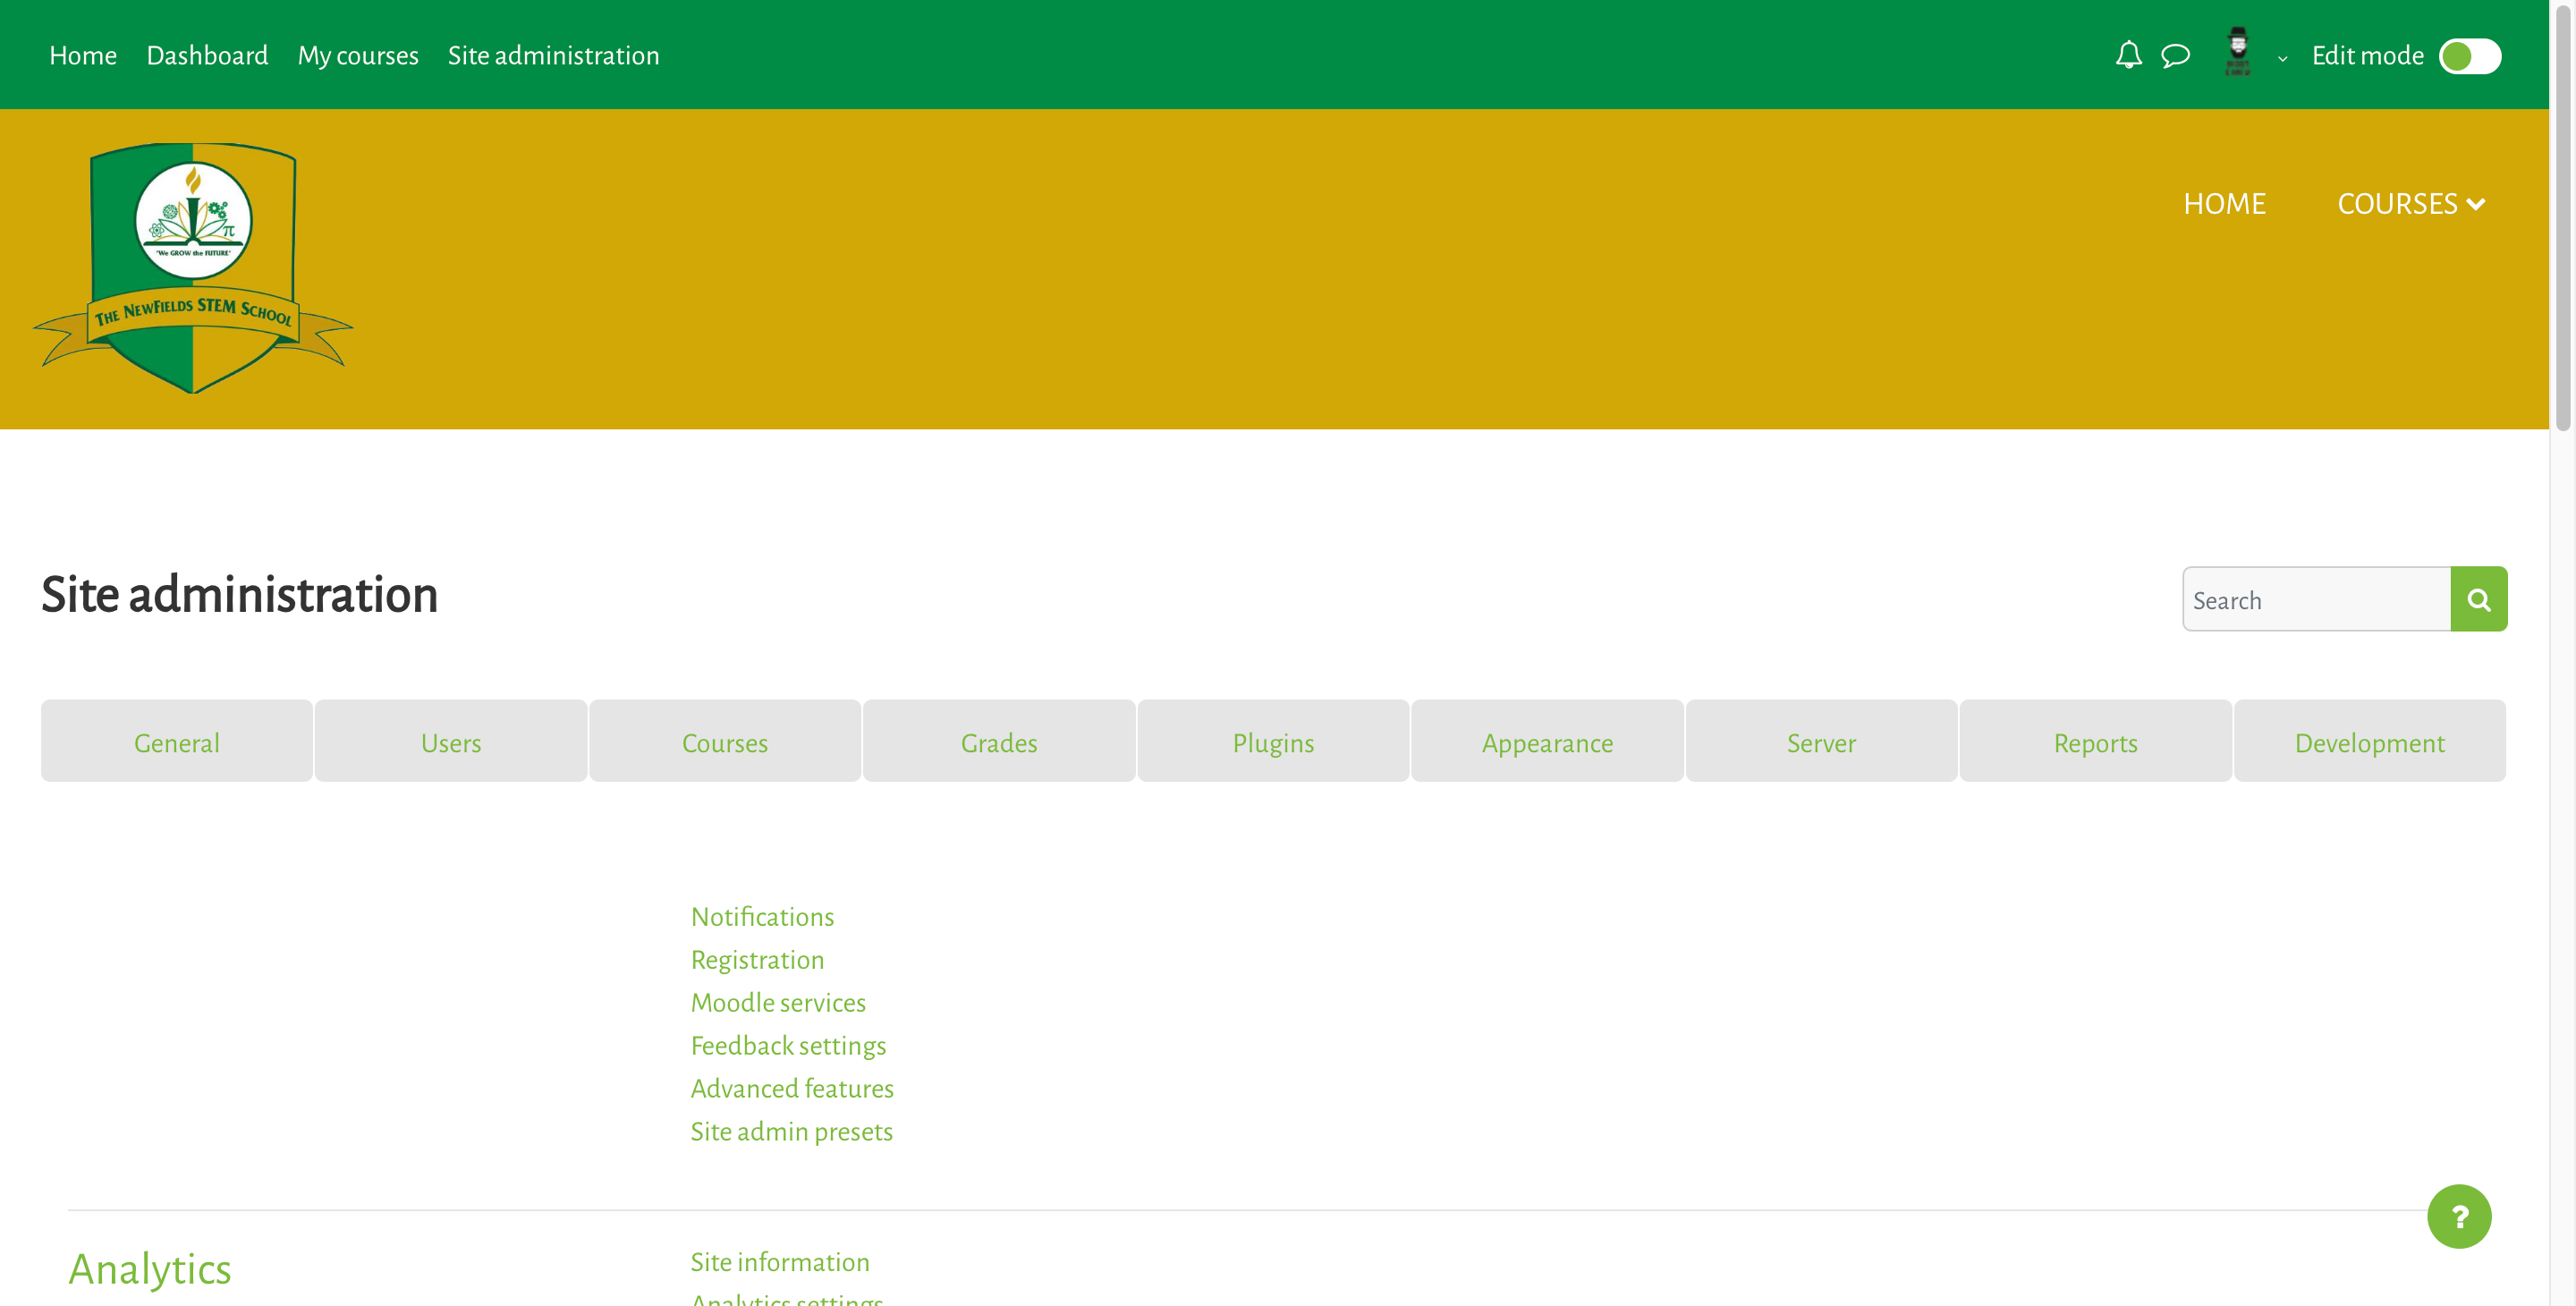 Home Dashboard My courses Site administration Edit mode
HOME COURSES
π
"We GROW the FUTURE"
THE NEWFIELDS STEM SCHOOL
Site administration
Search
General Users Courses Grades Plugins Appearance Server Reports Development
Notifications
Registration
Moodle services
Feedback settings
Advanced features
Site admin presets
?
Analytics
Site information
Analytics settings